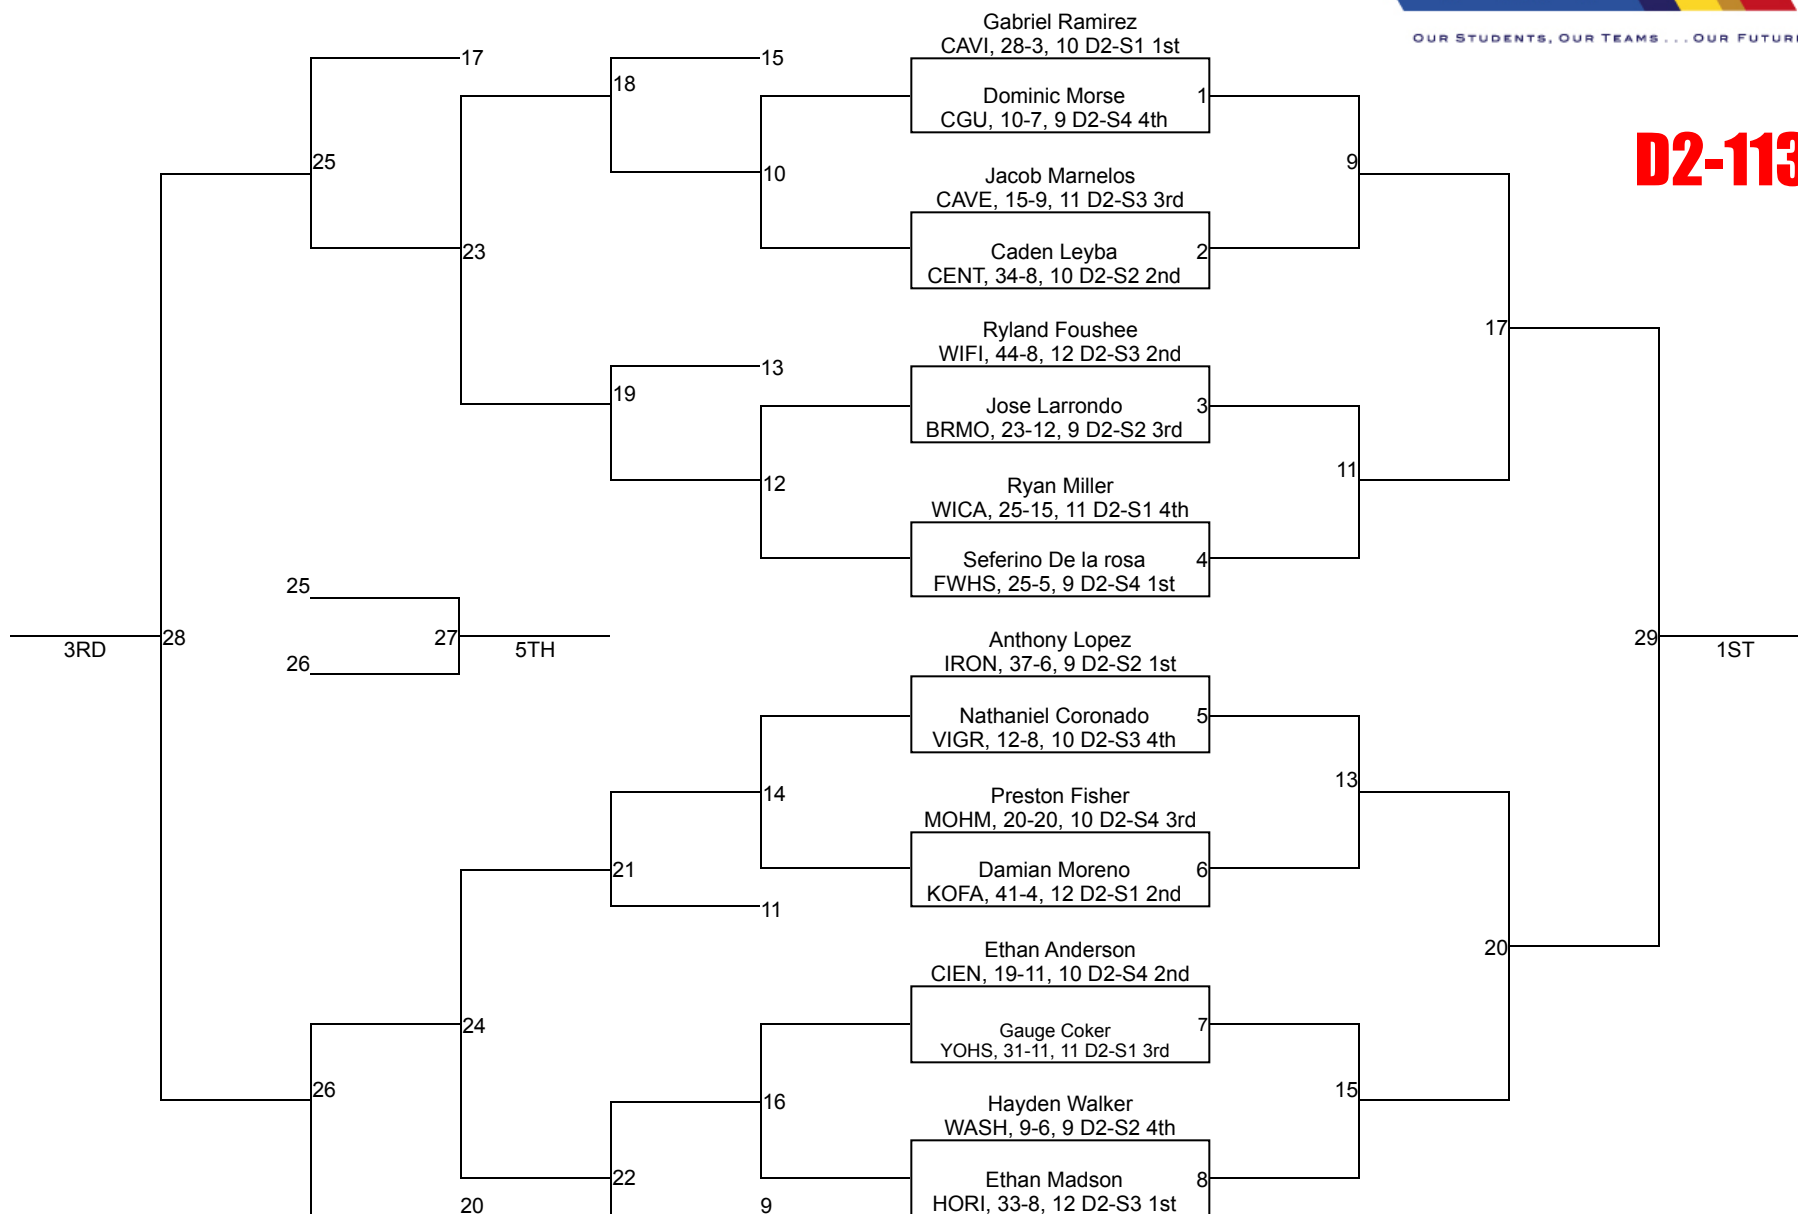 OUR STUDENTS, OUR TEAMS . . . OUR FUTURE
D2-113
Gabriel Ramirez
CAVI, 28-3, 10 D2-S1 1st
17
15
18
Dominic Morse
1
CGU, 10-7, 9 D2-S4 4th
25
9
10
Jacob Marnelos
CAVE, 15-9, 11 D2-S3 3rd
23
Caden Leyba
2
CENT, 34-8, 10 D2-S2 2nd
Ryland Foushee
17
WIFI, 44-8, 12 D2-S3 2nd
13
19
Jose Larrondo
3
BRMO, 23-12, 9 D2-S2 3rd
11
12
Ryan Miller
WICA, 25-15, 11 D2-S1 4th
Seferino De la rosa
4
FWHS, 25-5, 9 D2-S4 1st
25
28
27
29
3RD
5TH
1ST
26
Anthony Lopez
IRON, 37-6, 9 D2-S2 1st
Nathaniel Coronado
5
VIGR, 12-8, 10 D2-S3 4th
13
14
Preston Fisher
MOHM, 20-20, 10 D2-S4 3rd
21
Damian Moreno
6
KOFA, 41-4, 12 D2-S1 2nd
11
Ethan Anderson
20
CIEN, 19-11, 10 D2-S4 2nd
24
Gauge Coker
7
YOHS, 31-11, 11 D2-S1 3rd
26
15
16
Hayden Walker
WASH, 9-6, 9 D2-S2 4th
22
Ethan Madson
8
20
9
HORI, 33-8, 12 D2-S3 1st